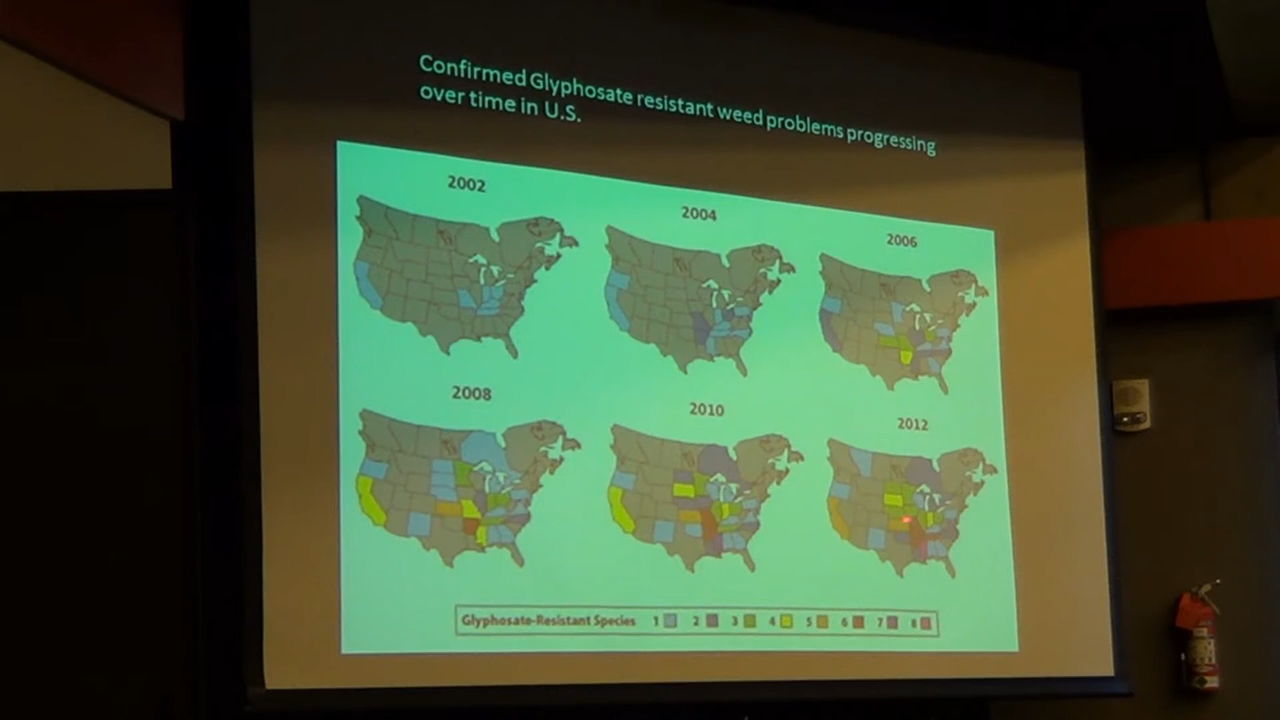 Confirmed Glyphosate resistant weed problems progressing
over time in U.S.
2002
2004
2006
2008
2010
2012
Glyphosate-Resistant Species 1 2 3 4 5 6 7 8